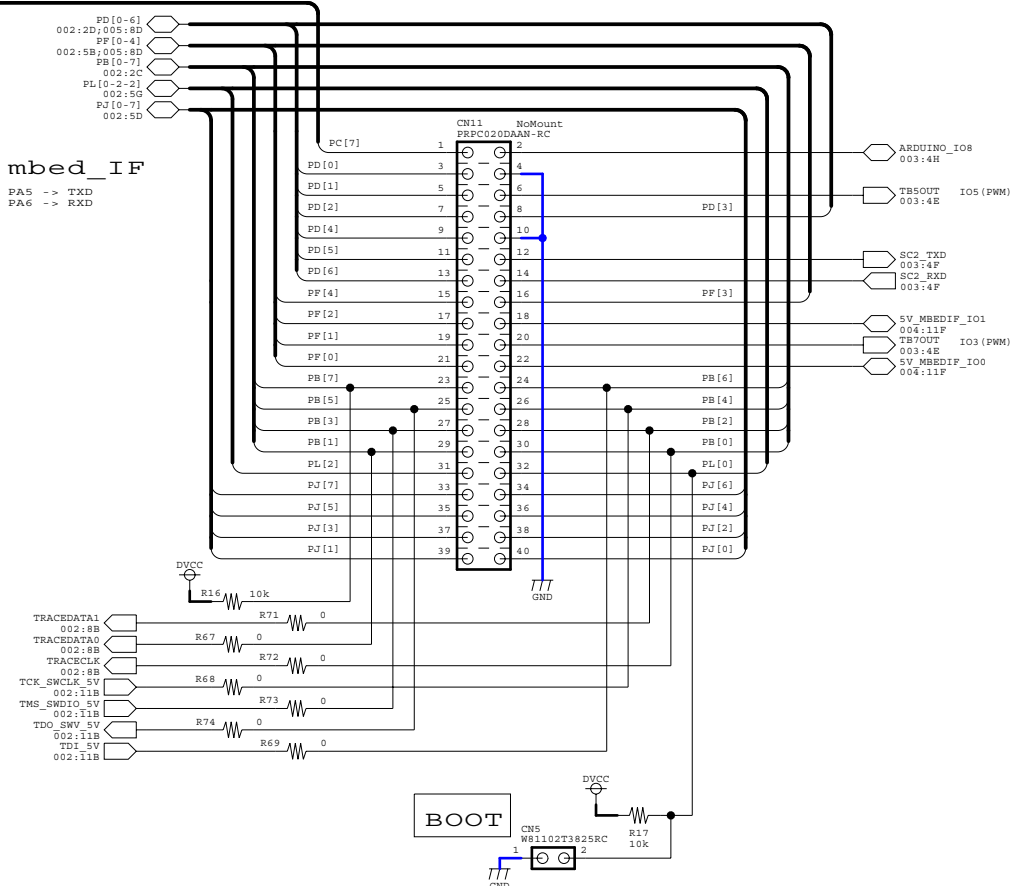 PD[0-6]
002:2D;005:8D
PF[0-4]
002:5B;005:8D
PB[0-7]
002:2C
PL[0-2-2]
002:5G
PJ[0-7]
002:5D
mbed_IF
PA5 -> TXD
PA6 -> RXD
CN11 NoMount
PRPC020DAAN-RC
PC[7] 1 2 ARDUINO_IO8
003:4H
PD[0] 3 4
PD[1] 5 6 TB5OUT IO5(PWM)
003:4E
PD[2] 7 8 PD[3]
PD[4] 9 10
PD[5] 11 12 SC2_TXD
003:4F
PD[6] 13 14 SC2_RXD
003:4F
PF[4] 15 16 PF[3]
PF[2] 17 18 5V_MBEDIF_IO1
004:11F
PF[1] 19 20 TB7OUT IO3(PWM)
003:4E
PF[0] 21 22 5V_MBEDIF_IO0
004:11F
PB[7] 23 24 PB[6]
PB[5] 25 26 PB[4]
PB[3] 27 28 PB[2]
PB[1] 29 30 PB[0]
PL[2] 31 32 PL[0]
PJ[7] 33 34 PJ[6]
PJ[5] 35 36 PJ[4]
PJ[3] 37 38 PJ[2]
PJ[1] 39 40 PJ[0]
DVCC
R16 10k
GND
TRACEDATA1 R71 0
002:8B
TRACEDATA0 R67 0
002:8B
TRACECLK R72 0
002:8B
TCK_SWCLK_5V R68 0
002:11B
TMS_SWDIO_5V R73 0
002:11B
TDO_SWV_5V R74 0
002:11B
TDI_5V R69 0
002:11B
DVCC
R17
10k
BOOT
CN5
W81102T3825RC
1 2
GND